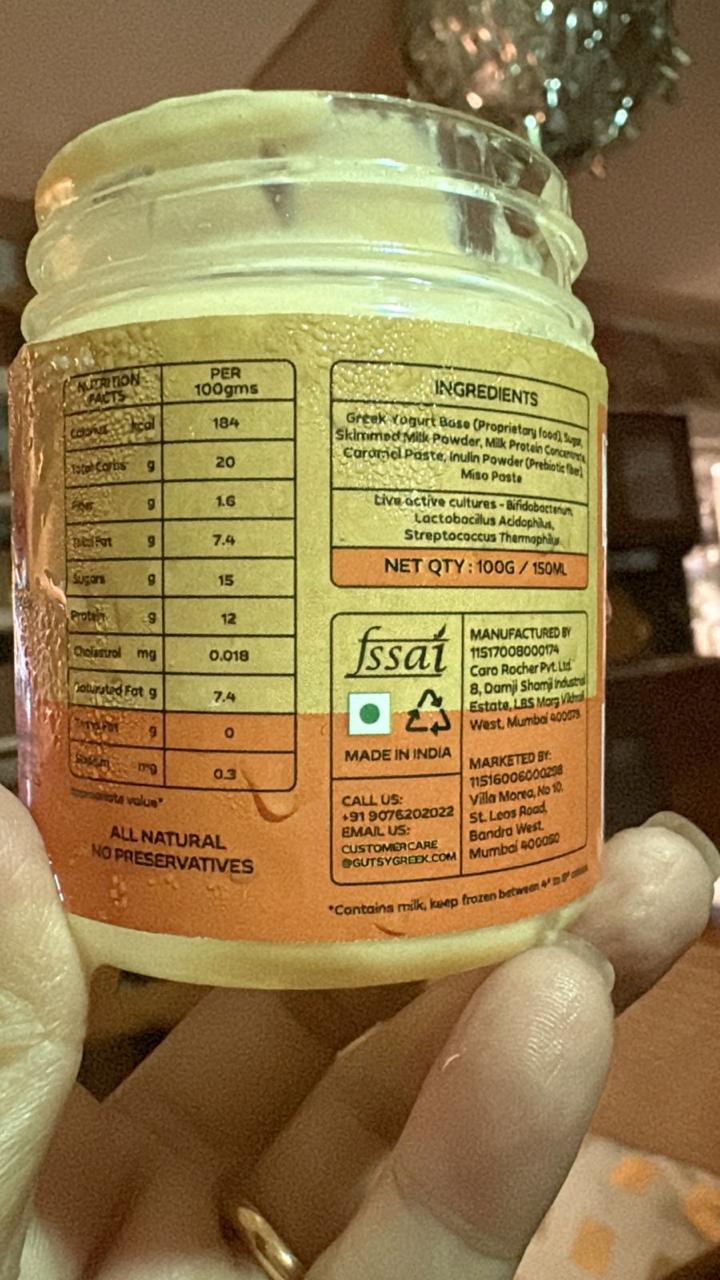 NUTRITION FACTS
PER 100gms
Calories kcal 184
Total Carbs g 20
Fiber g 1.6
Total Fat g 7.4
Sugars g 15
Protein g 12
Cholestrol mg 0.018
Saturated Fat g 7.4
Trans Fat g 0
Sodium mg 0.3
value*
ALL NATURAL
NO PRESERVATIVES
INGREDIENTS
Greek Yogurt Base (Proprietary food), Sugar,
Skimmed Milk Powder, Milk Protein Concentrate,
Caramel Paste, Inulin Powder (Prebiotic fiber),
Miso Paste
Live active cultures - Bifidobacterium,
Lactobacillus Acidophilus,
Streptococcus Thermophilus
NET QTY : 100G / 150ML
fssai
MADE IN INDIA
CALL US:
+91 9076202022
EMAIL US:
CUSTOMERCARE
@GUTSYGREEK.COM
MANUFACTURED BY
11517008000174
Caro Rocher Pvt. Ltd.
8, Damji Shamji Industrial
Estate, LBS Marg Vikhroli
West, Mumbai 400079
MARKETED BY:
11516006000298
Villa Morea, No 10,
St. Leos Road,
Bandra West,
Mumbai 400050
*Contains milk, keep frozen between 4° to 8°